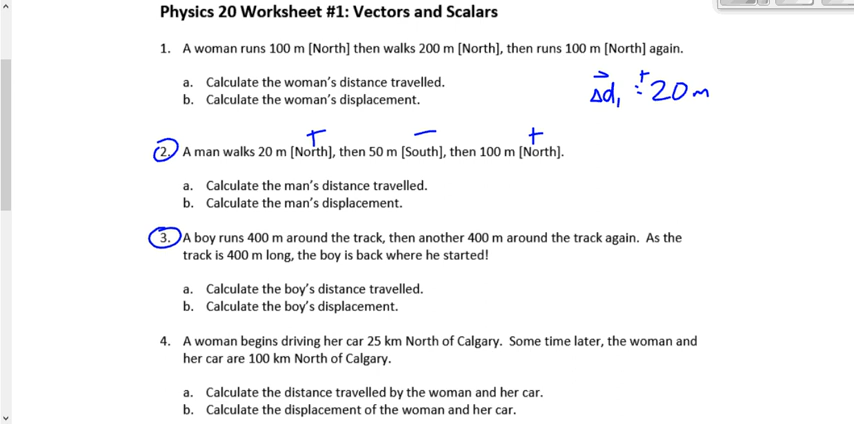 Physics 20 Worksheet #1: Vectors and Scalars
1. A woman runs 100 m [North] then walks 200 m [North], then runs 100 m [North] again.
a. Calculate the woman's distance travelled.
b. Calculate the woman's displacement.
Δd⃗₁ = +20 m
+ − +
2. A man walks 20 m [North], then 50 m [South], then 100 m [North].
a. Calculate the man's distance travelled.
b. Calculate the man's displacement.
3. A boy runs 400 m around the track, then another 400 m around the track again. As the
track is 400 m long, the boy is back where he started!
a. Calculate the boy's distance travelled.
b. Calculate the boy's displacement.
4. A woman begins driving her car 25 km North of Calgary. Some time later, the woman and
her car are 100 km North of Calgary.
a. Calculate the distance travelled by the woman and her car.
b. Calculate the displacement of the woman and her car.